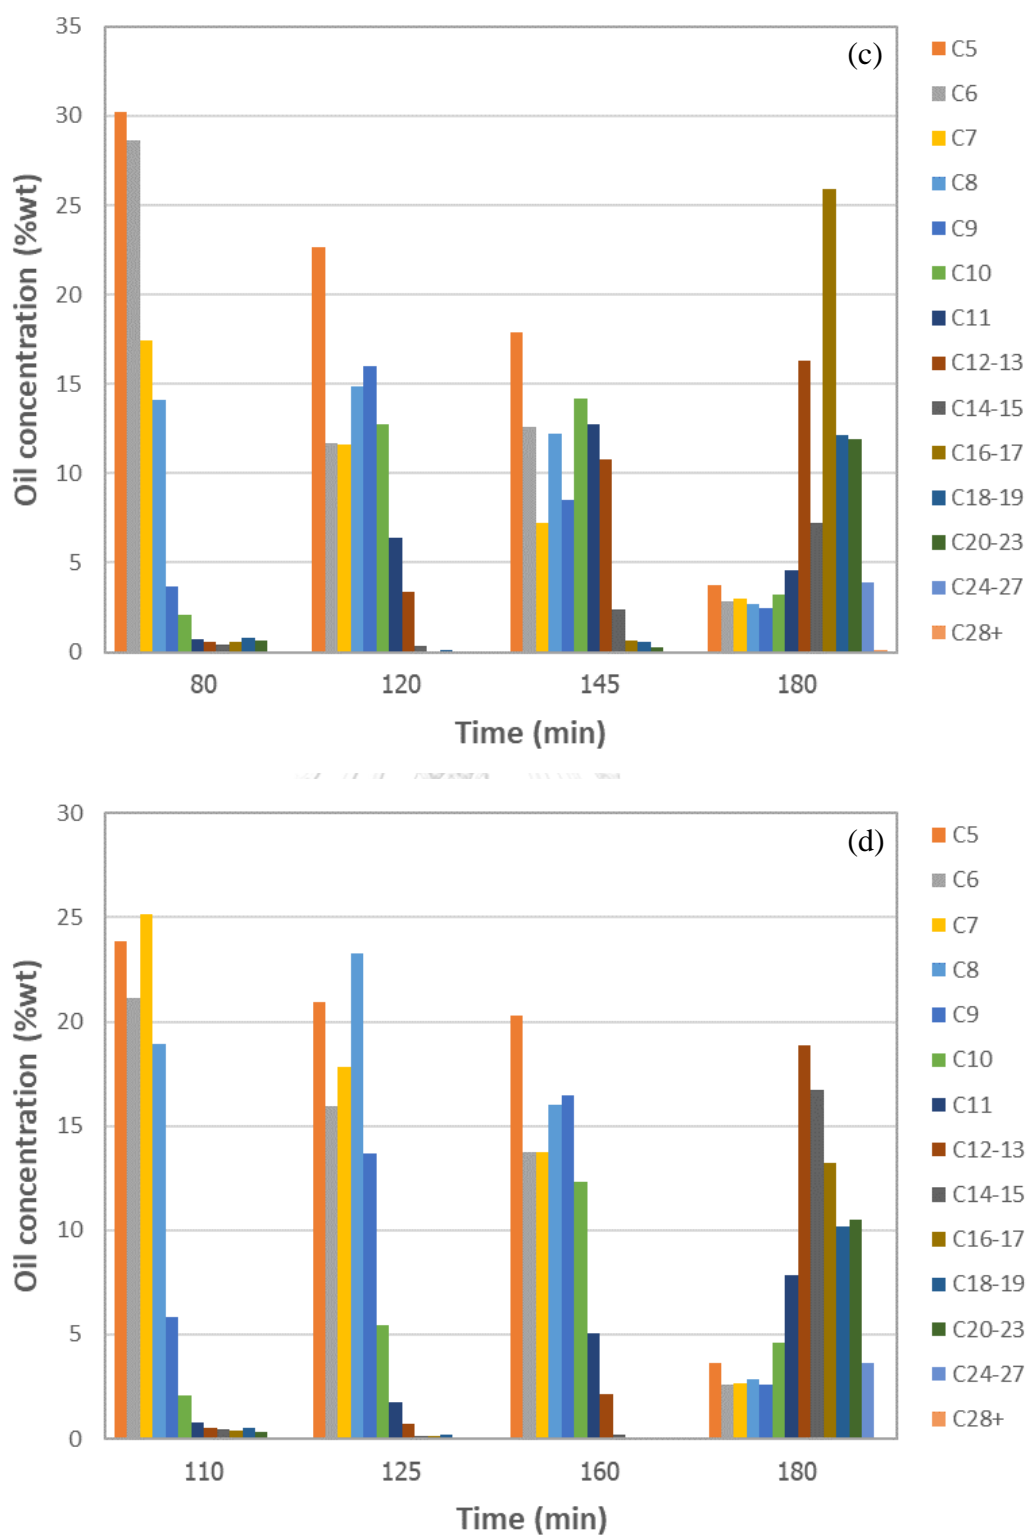 (c)
35
30
25
20
15
10
5
0
Oil concentration (%wt)
80 120 145 180
Time (min)
C5
C6
C7
C8
C9
C10
C11
C12-13
C14-15
C16-17
C18-19
C20-23
C24-27
C28+
(d)
30
25
20
15
10
5
0
Oil concentration (%wt)
110 125 160 180
Time (min)
C5
C6
C7
C8
C9
C10
C11
C12-13
C14-15
C16-17
C18-19
C20-23
C24-27
C28+